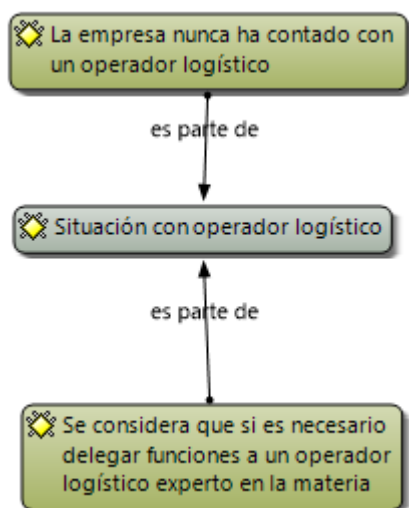 La empresa nunca ha contado con
un operador logístico
es parte de
Situación con operador logístico
es parte de
Se considera que si es necesario
delegar funciones a un operador
logístico experto en la materia